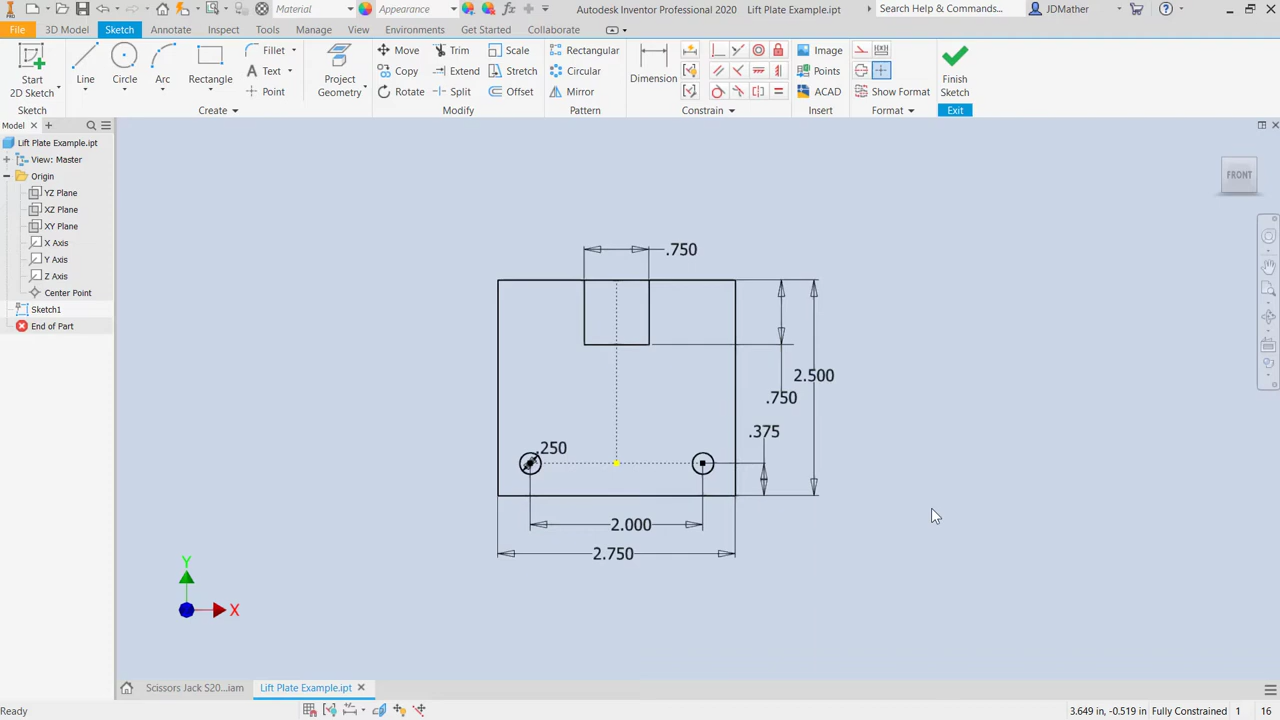 PRO
Material
Appearance
fx
Autodesk Inventor Professional 2020
Lift Plate Example.ipt
Search Help & Commands...
JDMather
File
3D Model
Sketch
Annotate
Inspect
Tools
Manage
View
Environments
Get Started
Collaborate
Start
2D Sketch
Line
Circle
Arc
Rectangle
Fillet
A Text
Point
Project
Geometry
Move
Copy
Rotate
Trim
Extend
Split
Scale
Stretch
Offset
Rectangular
Circular
Mirror
Dimension
Image
Points
ACAD
Show Format
Finish
Sketch
Sketch
Create
Modify
Pattern
Constrain
Insert
Format
Exit
Model
Lift Plate Example.ipt
View: Master
Origin
YZ Plane
XZ Plane
XY Plane
X Axis
Y Axis
Z Axis
Center Point
Sketch1
End of Part
FRONT
.750
2.500
.750
.375
.250
2.000
2.750
Y
X
Scissors Jack S20...iam
Lift Plate Example.ipt
Ready
3.649 in, -0.519 in
Fully Constrained
1
16